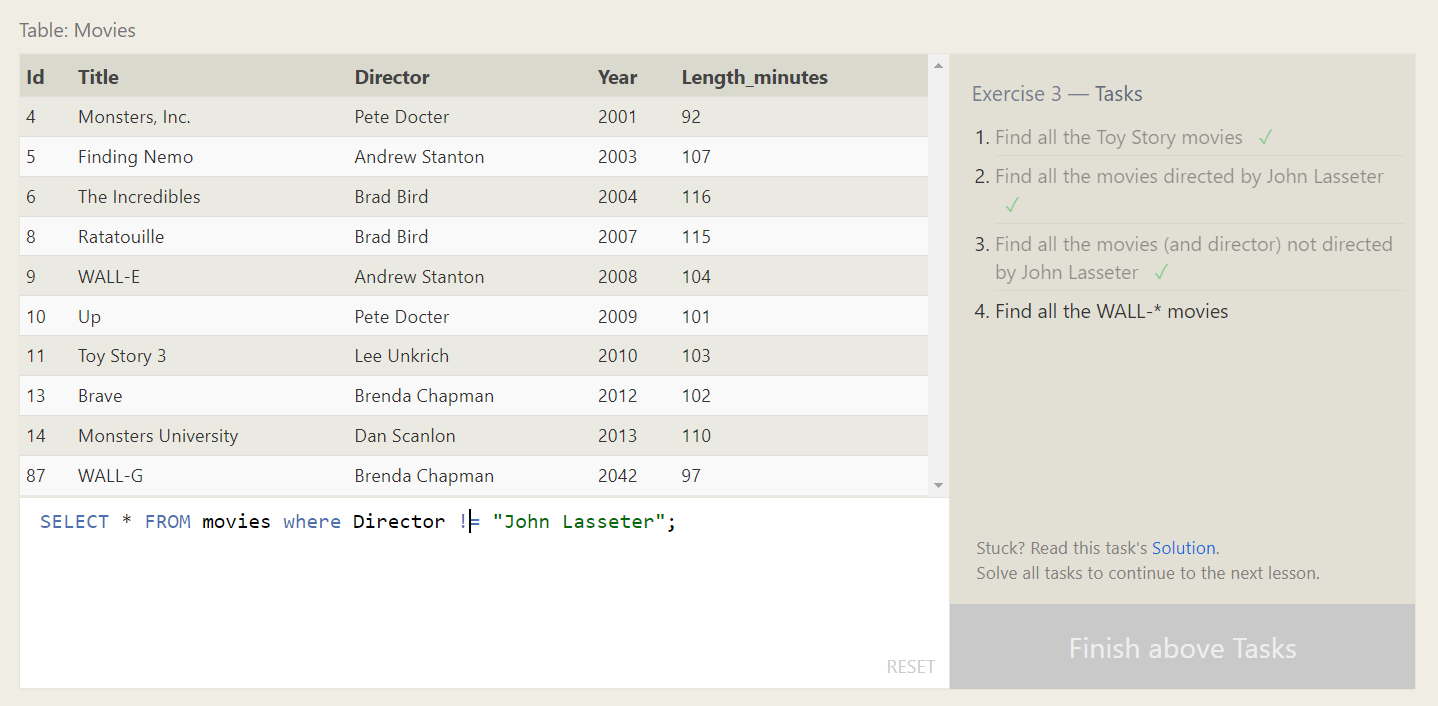 Table: Movies
Id Title Director Year Length_minutes
4 Monsters, Inc. Pete Docter 2001 92
5 Finding Nemo Andrew Stanton 2003 107
6 The Incredibles Brad Bird 2004 116
8 Ratatouille Brad Bird 2007 115
9 WALL-E Andrew Stanton 2008 104
10 Up Pete Docter 2009 101
11 Toy Story 3 Lee Unkrich 2010 103
13 Brave Brenda Chapman 2012 102
14 Monsters University Dan Scanlon 2013 110
87 WALL-G Brenda Chapman 2042 97
SELECT * FROM movies where Director != "John Lasseter";
RESET
Exercise 3 — Tasks
1. Find all the Toy Story movies ✓
2. Find all the movies directed by John Lasseter
✓
3. Find all the movies (and director) not directed
by John Lasseter ✓
4. Find all the WALL-* movies
Stuck? Read this task's Solution.
Solve all tasks to continue to the next lesson.
Finish above Tasks